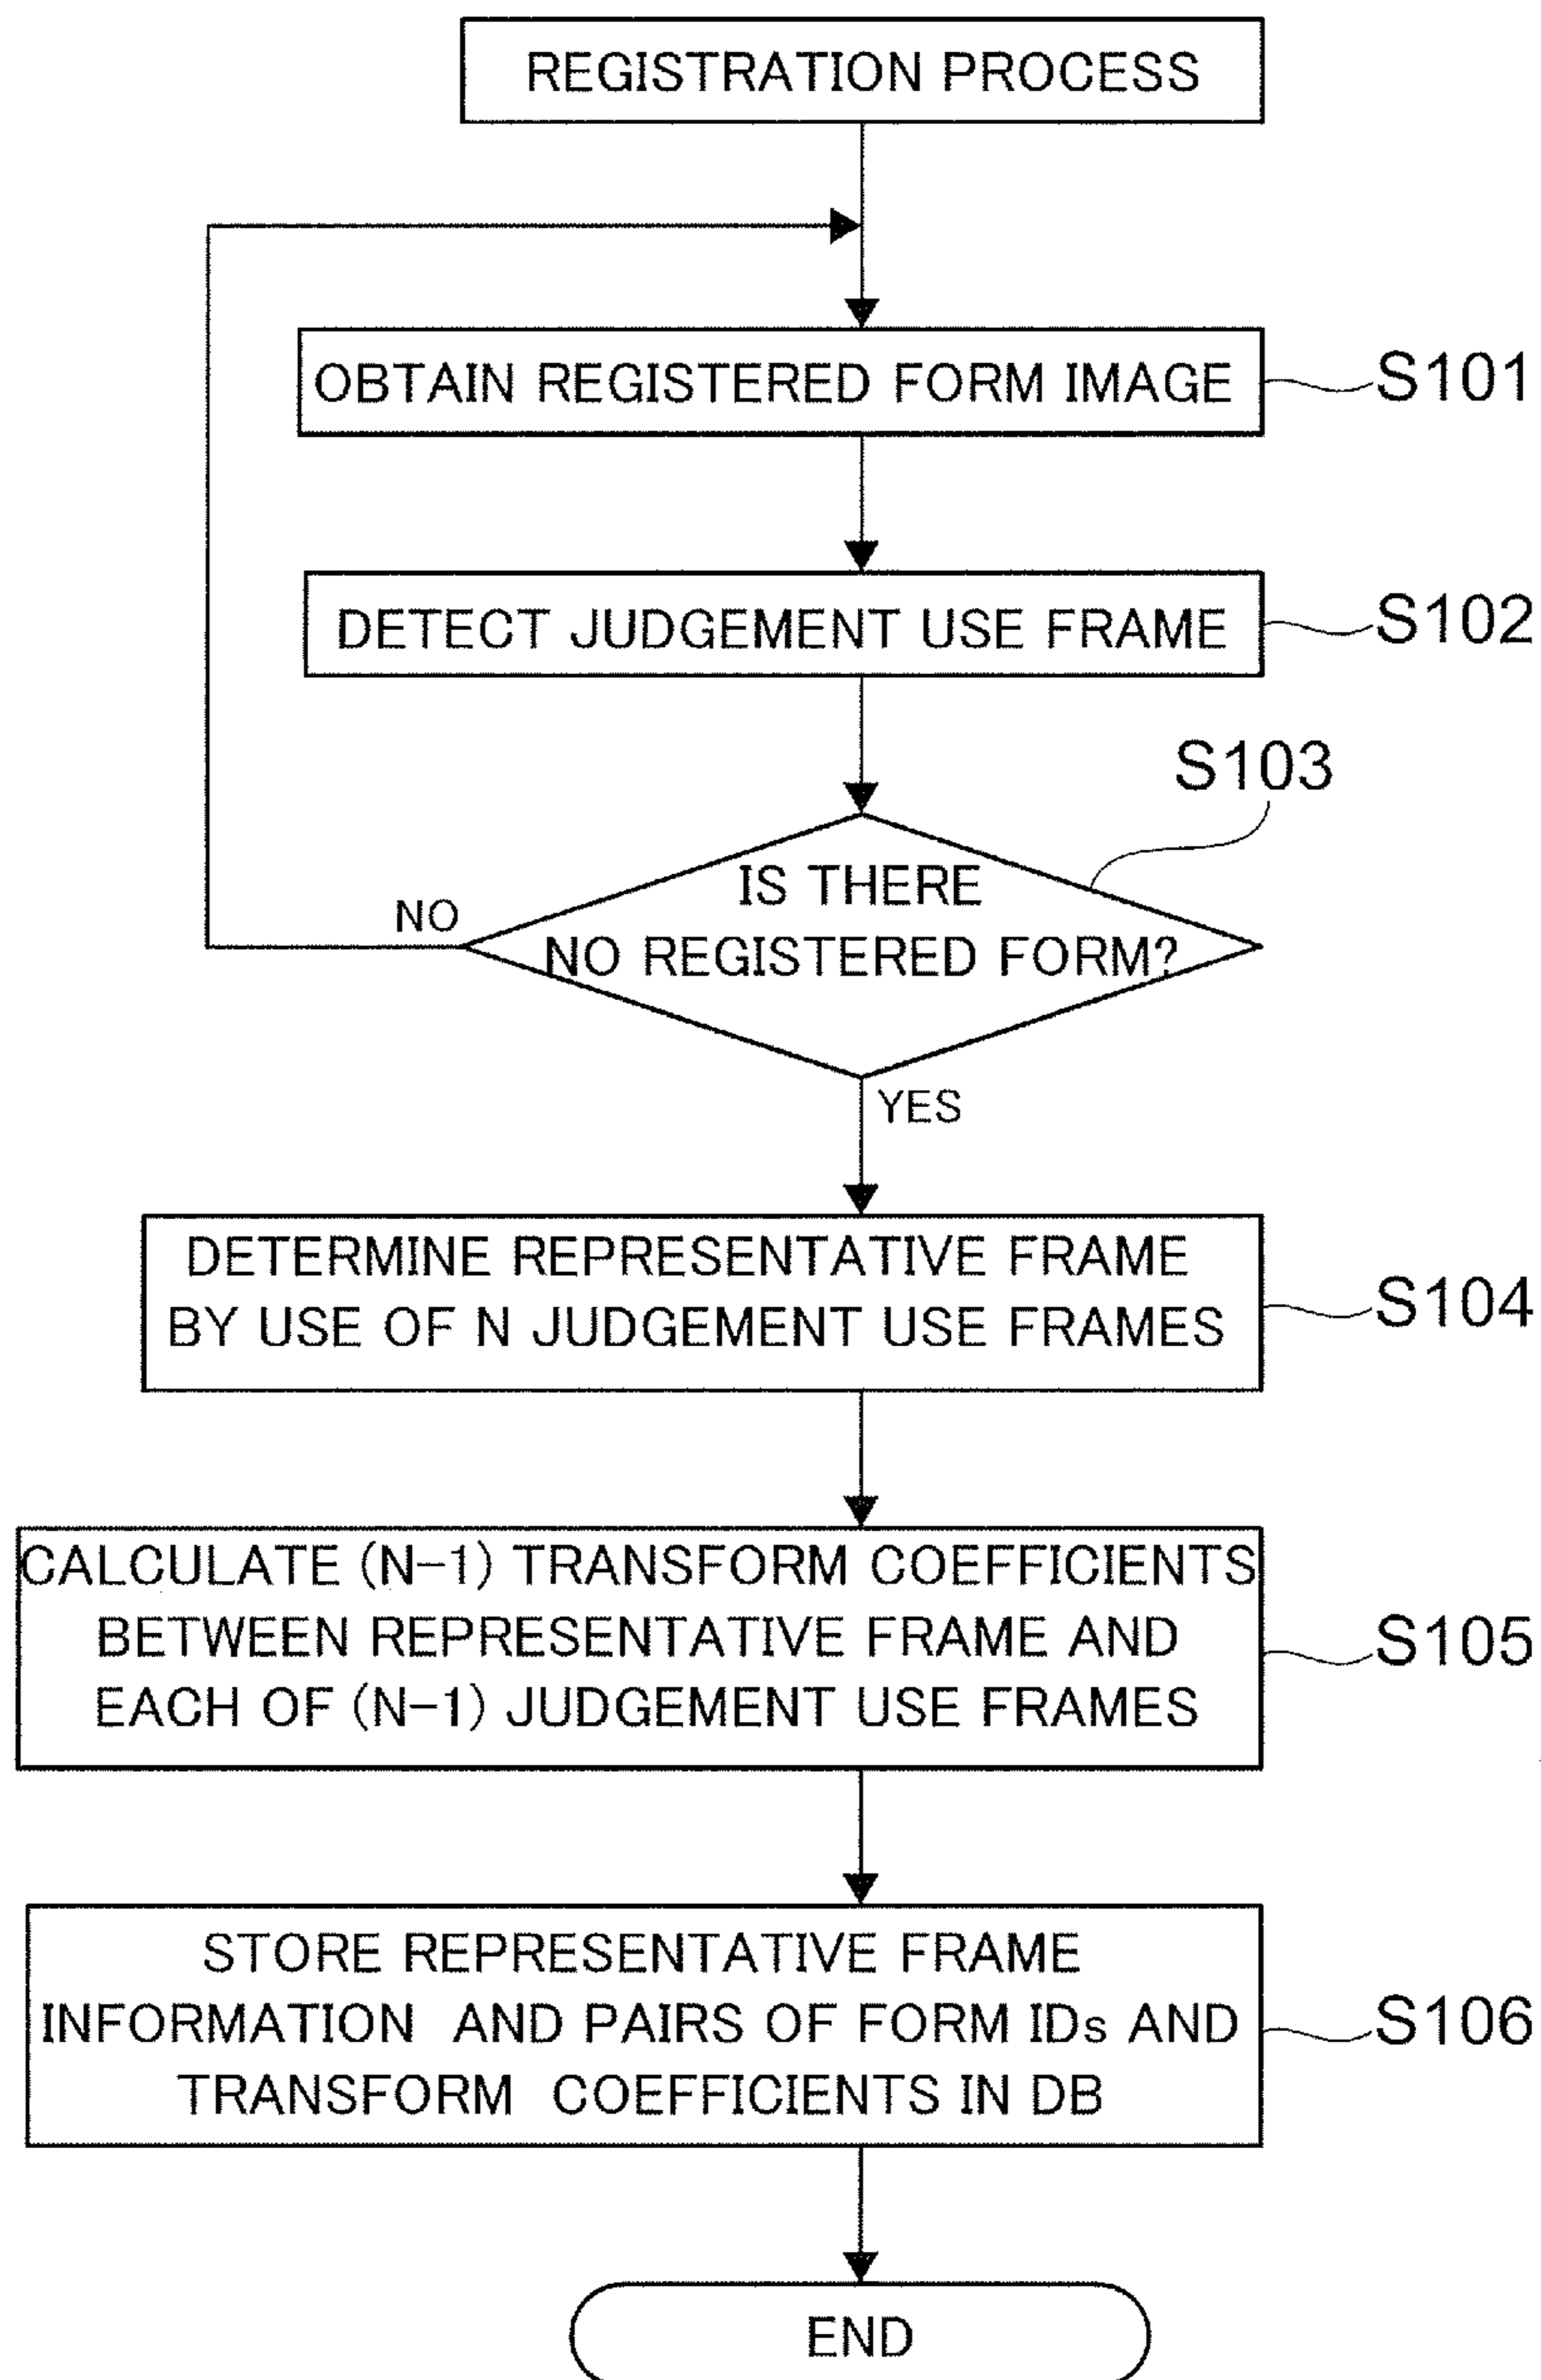 REGISTRATION PROCESS
OBTAIN REGISTERED FORM IMAGE
S101
DETECT JUDGEMENT USE FRAME
S102
S103
IS THERE
NO REGISTERED FORM?
NO
YES
DETERMINE REPRESENTATIVE FRAME
BY USE OF N JUDGEMENT USE FRAMES
S104
CALCULATE (N-1) TRANSFORM COEFFICIENTS
BETWEEN REPRESENTATIVE FRAME AND
EACH OF (N-1) JUDGEMENT USE FRAMES
S105
STORE REPRESENTATIVE FRAME
INFORMATION AND PAIRS OF FORM IDs AND
TRANSFORM COEFFICIENTS IN DB
S106
END